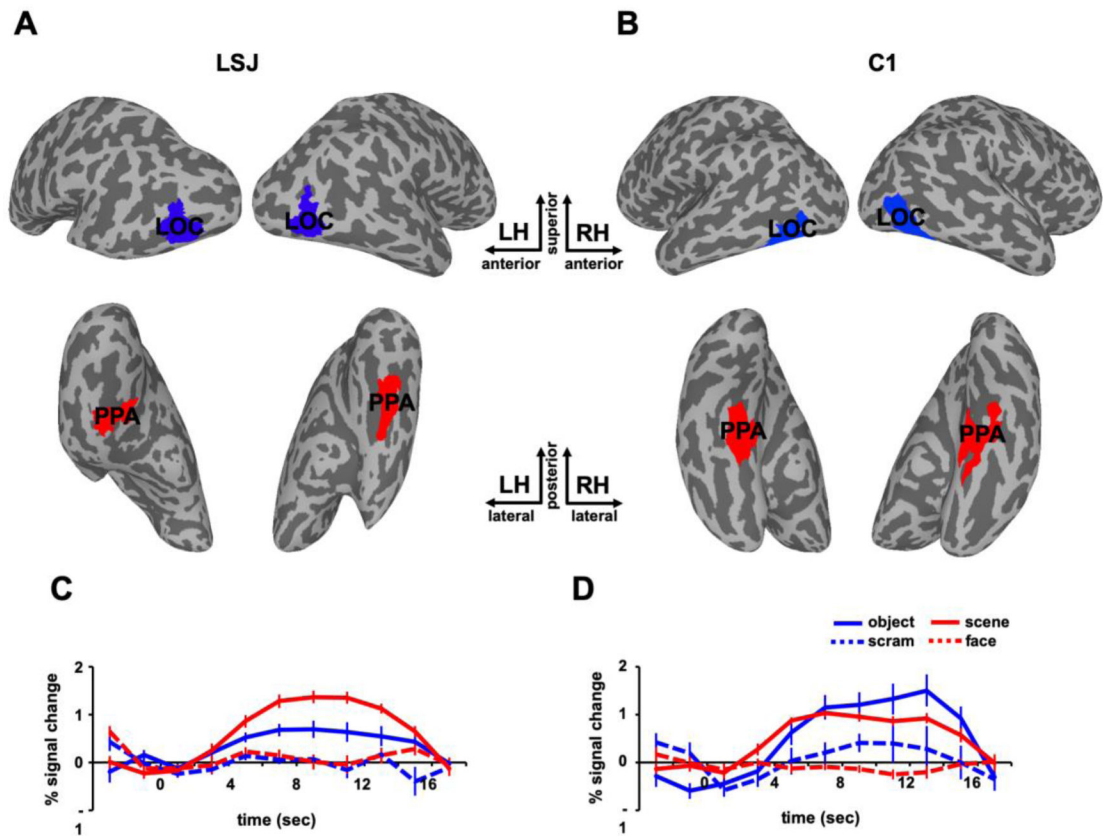 A
B
LSJ
C1
LOC
LOC
LH
superior
RH
anterior
anterior
LOC
LOC
PPA
PPA
LH
posterior
RH
lateral
lateral
PPA
PPA
C
D
object
scene
scram
face
% signal change
2
1
0
-
1
0
4
8
12
16
time (sec)
% signal change
2
1
0
-
1
0
4
8
12
16
time (sec)